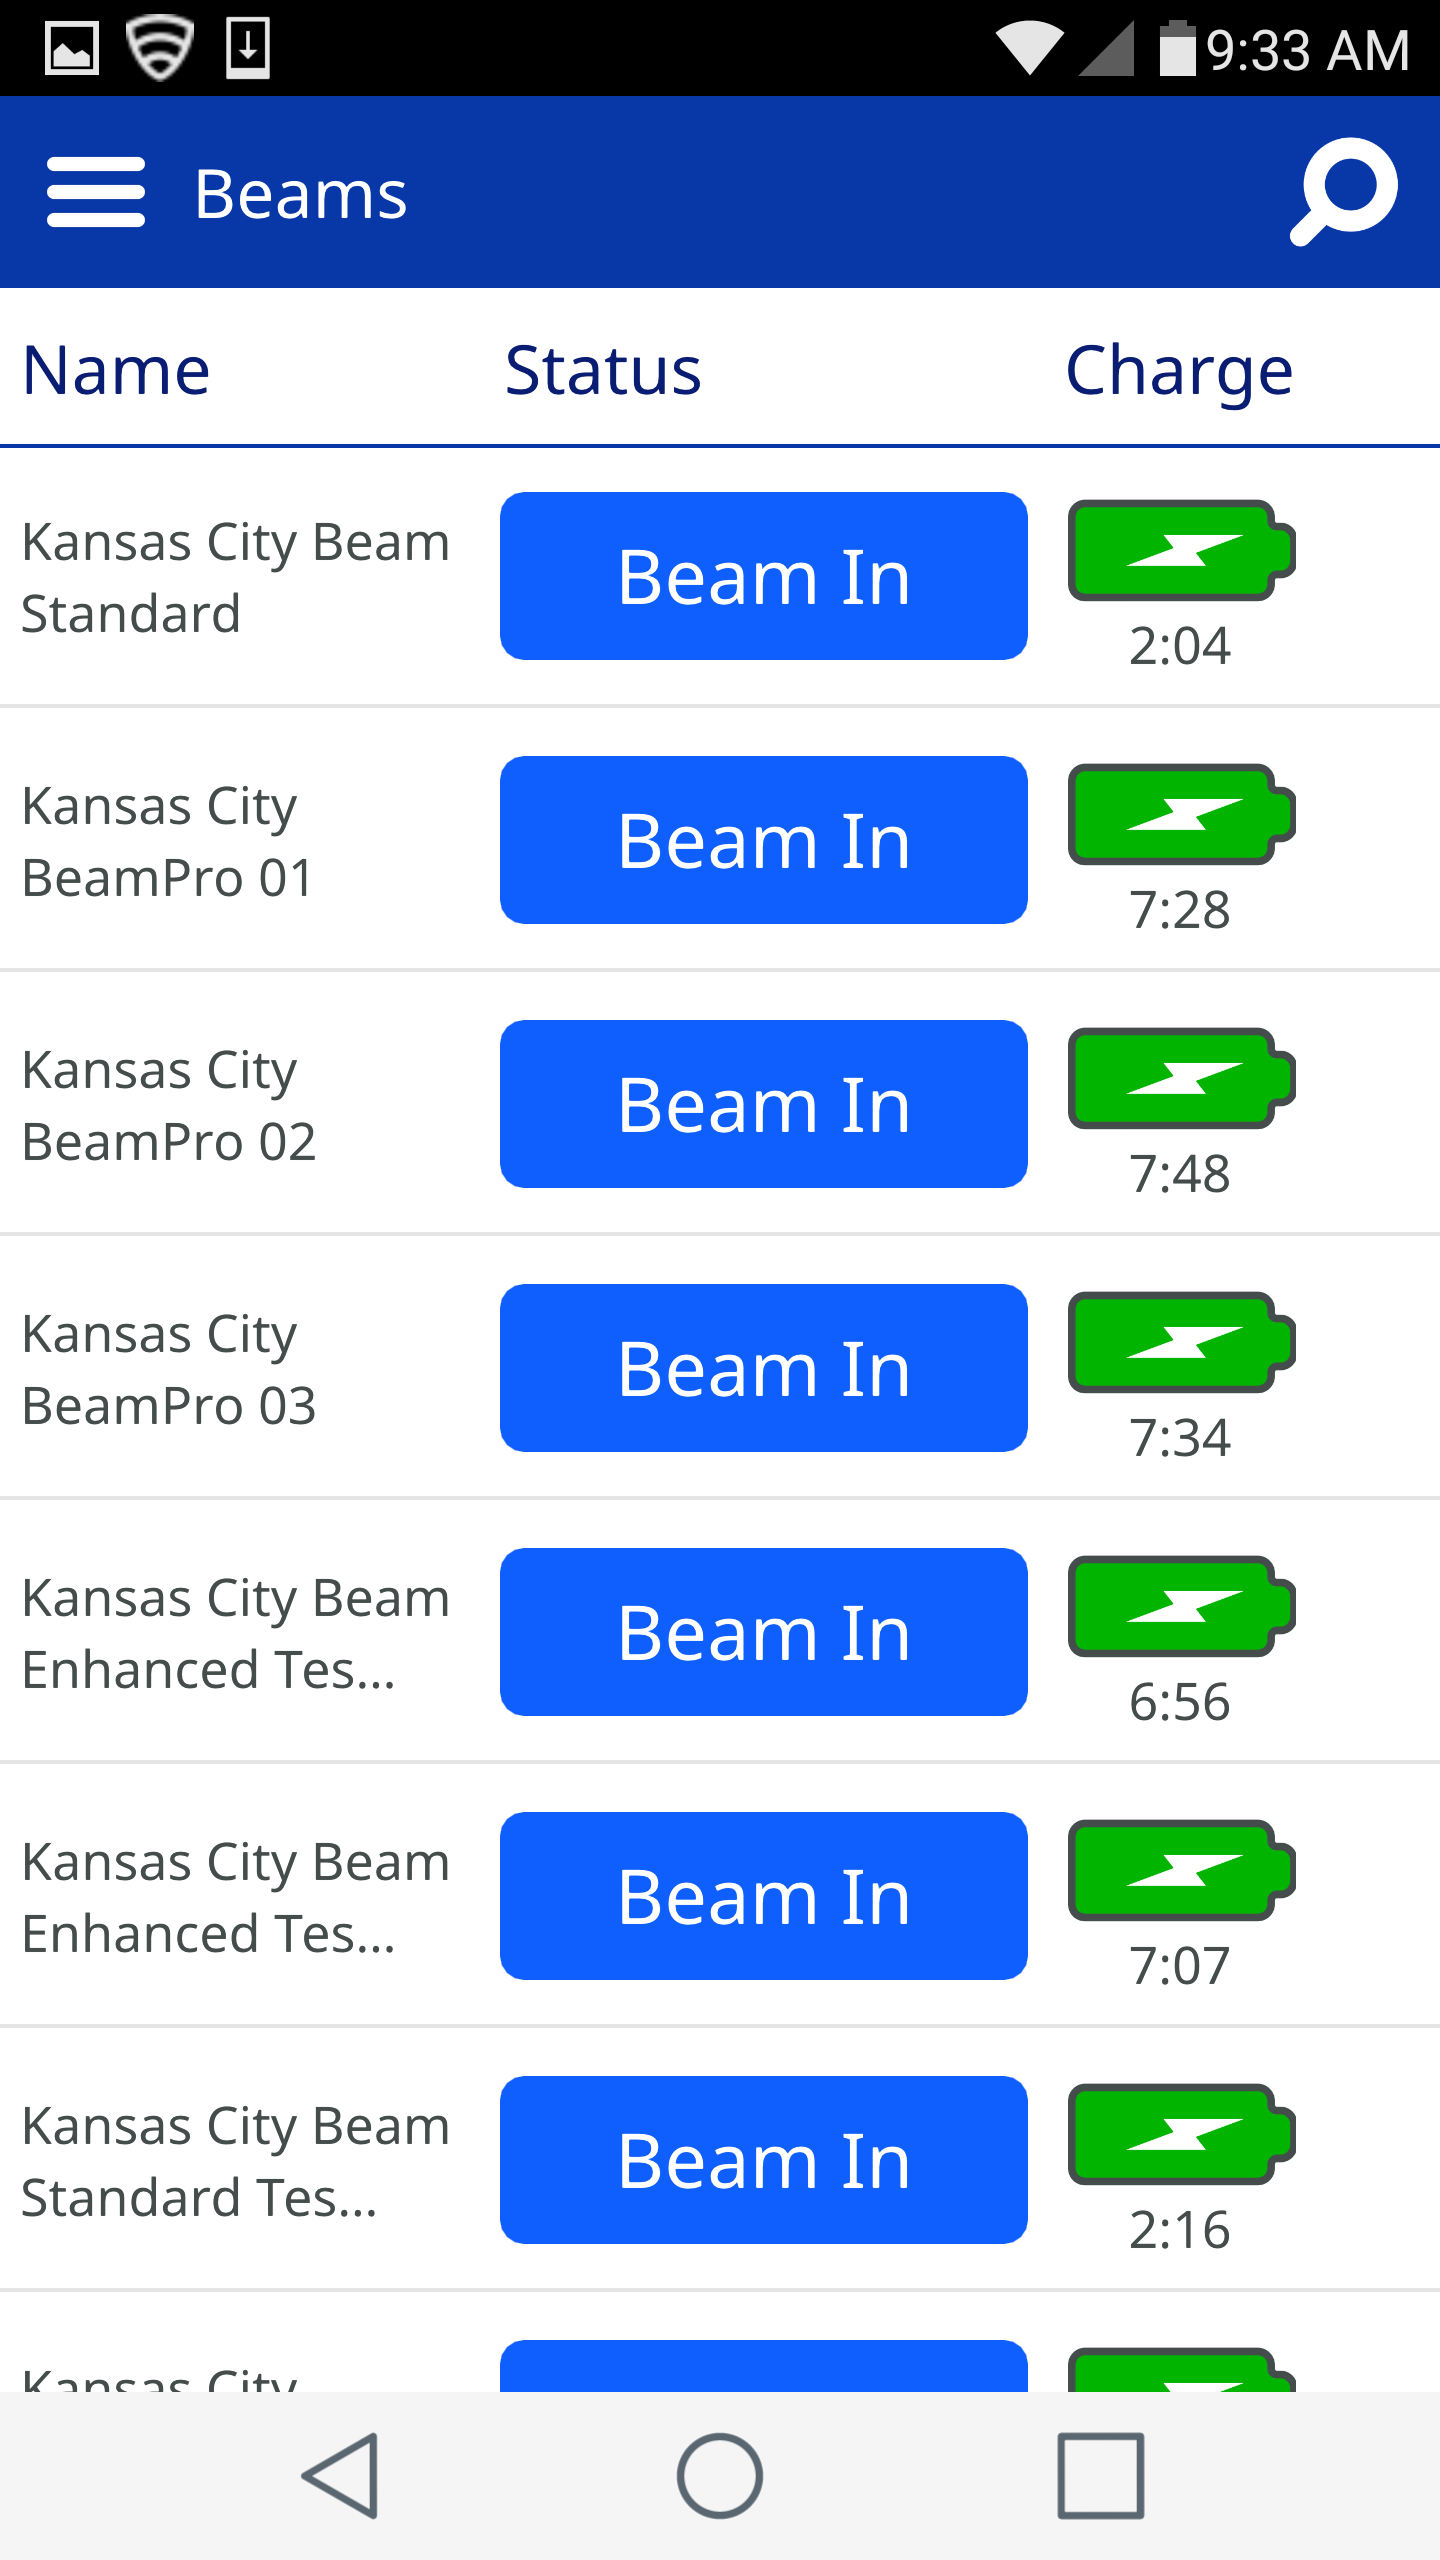 9:33 AM
Beams
Name Status Charge
Kansas City Beam
Standard
Beam In
2:04
Kansas City
BeamPro 01
Beam In
7:28
Kansas City
BeamPro 02
Beam In
7:48
Kansas City
BeamPro 03
Beam In
7:34
Kansas City Beam
Enhanced Tes...
Beam In
6:56
Kansas City Beam
Enhanced Tes...
Beam In
7:07
Kansas City Beam
Standard Tes...
Beam In
2:16
Kansas City